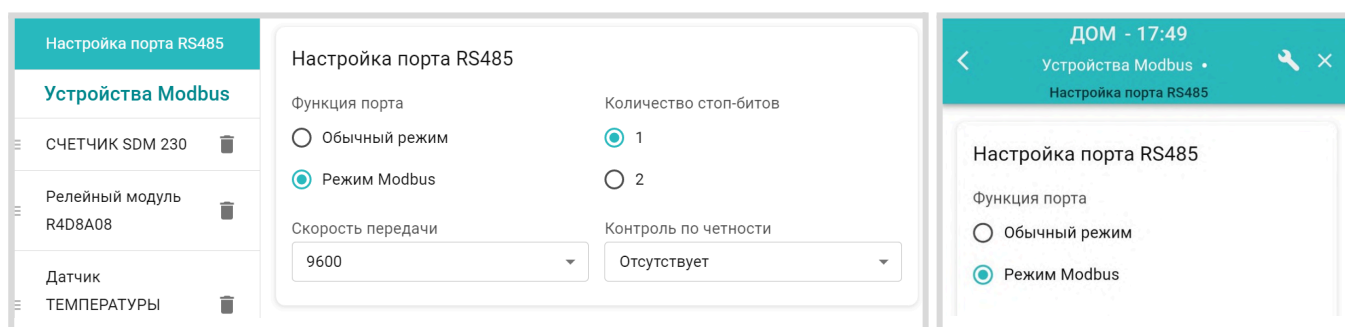 Настройка порта RS485
Устройства Modbus
СЧЕТЧИК SDM 230
Релейный модуль
R4D8A08
Датчик
ТЕМПЕРАТУРЫ
Настройка порта RS485
Функция порта
Обычный режим
Режим Modbus
Скорость передачи
9600
Количество стоп-битов
1
2
Контроль по четности
Отсутствует
ДОМ - 17:49
Устройства Modbus •
Настройка порта RS485
Настройка порта RS485
Функция порта
Обычный режим
Режим Modbus